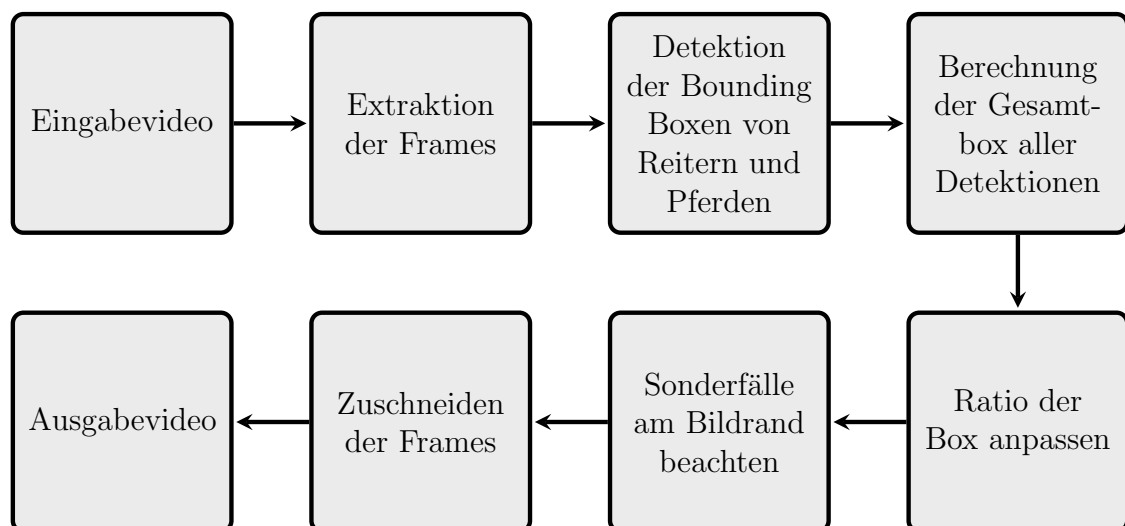 Eingabevideo
Extraktion
der Frames
Detektion
der Bounding
Boxen von
Reitern und
Pferden
Berechnung
der Gesamt-
box aller
Detektionen
Ratio der
Box anpassen
Sonderfälle
am Bildrand
beachten
Zuschneiden
der Frames
Ausgabevideo